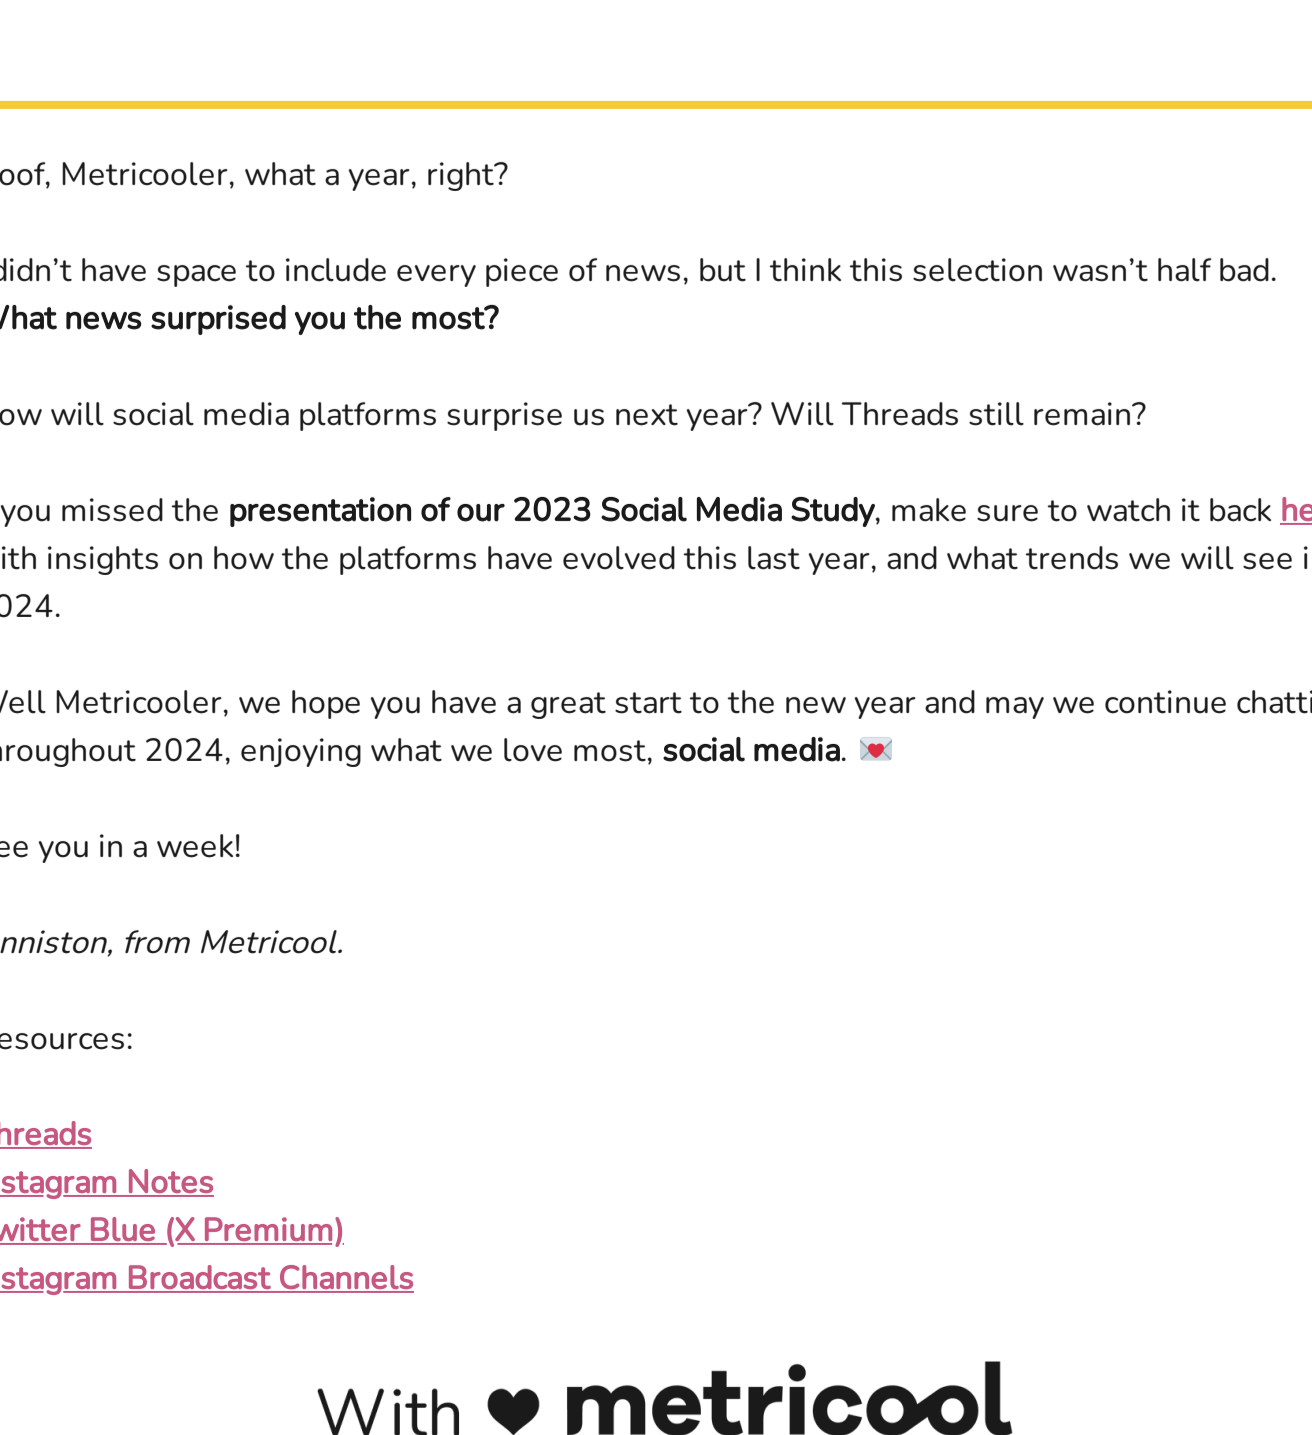 oof, Metricooler, what a year, right?
didn’t have space to include every piece of news, but I think this selection wasn’t half bad.
What news surprised you the most?
ow will social media platforms surprise us next year? Will Threads still remain?
you missed the presentation of our 2023 Social Media Study, make sure to watch it back he
ith insights on how the platforms have evolved this last year, and what trends we will see i
024.
Well Metricooler, we hope you have a great start to the new year and may we continue chatti
hroughout 2024, enjoying what we love most, social media. 💌
ee you in a week!
nniston, from Metricool.
esources:
hreads
stagram Notes
witter Blue (X Premium)
stagram Broadcast Channels
With ♥ metricool